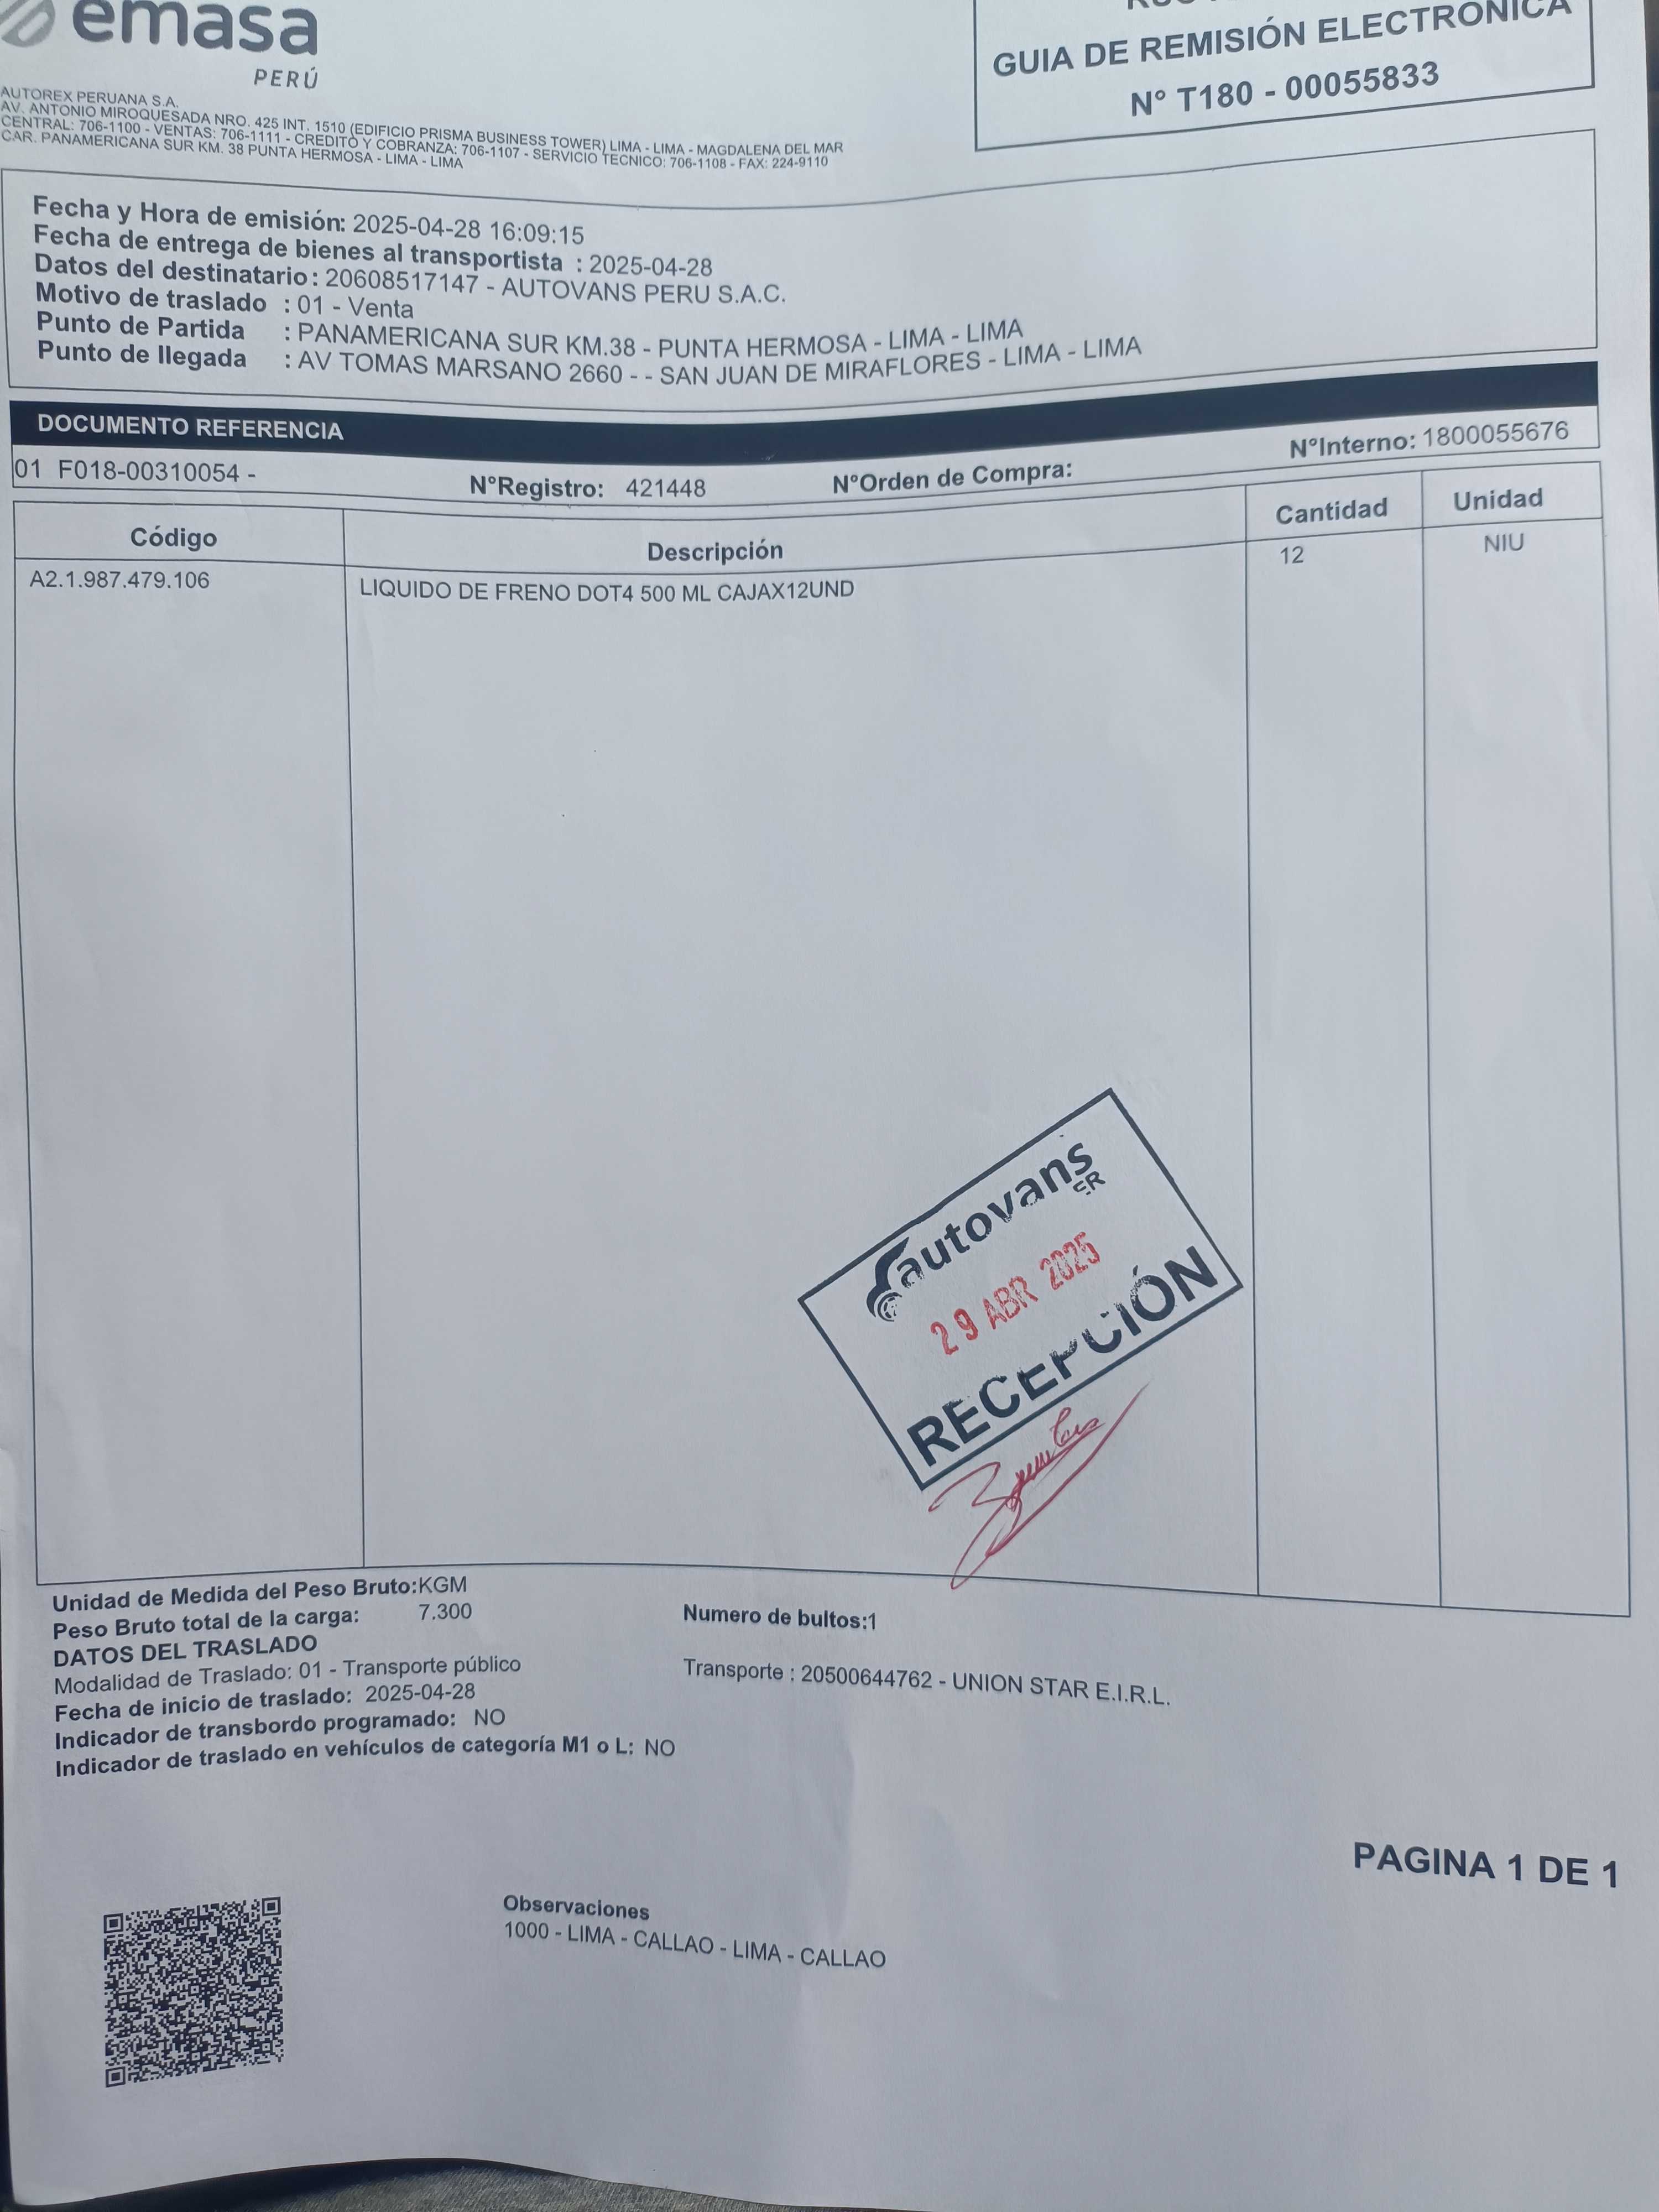 emasa
PERÚ
GUIA DE REMISIÓN ELECTRONICA
N° T180 - 00055833
AUTOREX PERUANA S.A.
AV. ANTONIO MIROQUESADA NRO. 425 INT. 1510 (EDIFICIO PRISMA BUSINESS TOWER) LIMA - LIMA - MAGDALENA DEL MAR
CENTRAL: 706-1100 - VENTAS: 706-1111 - CREDITO Y COBRANZA: 706-1107 - SERVICIO TECNICO: 706-1108 - FAX: 224-9110
CAR. PANAMERICANA SUR KM. 38 PUNTA HERMOSA - LIMA - LIMA
Fecha y Hora de emisión: 2025-04-28 16:09:15
Fecha de entrega de bienes al transportista : 2025-04-28
Datos del destinatario : 20608517147 - AUTOVANS PERU S.A.C.
Motivo de traslado : 01 - Venta
Punto de Partida : PANAMERICANA SUR KM.38 - PUNTA HERMOSA - LIMA - LIMA
Punto de llegada : AV TOMAS MARSANO 2660 - - SAN JUAN DE MIRAFLORES - LIMA - LIMA
DOCUMENTO REFERENCIA
01 F018-00310054 - N°Registro: 421448 N°Orden de Compra: N°Interno: 1800055676
Código Descripción Cantidad Unidad
A2.1.987.479.106 LIQUIDO DE FRENO DOT4 500 ML CAJAX12UND 12 NIU
autovans
SR
29 ABR 2025
RECEPCIÓN
Unidad de Medida del Peso Bruto:KGM
Peso Bruto total de la carga: 7.300 Numero de bultos:1
DATOS DEL TRASLADO
Modalidad de Traslado: 01 - Transporte público Transporte : 20500644762 - UNION STAR E.I.R.L.
Fecha de inicio de traslado: 2025-04-28
Indicador de transbordo programado: NO
Indicador de traslado en vehículos de categoría M1 o L: NO
PAGINA 1 DE 1
Observaciones
1000 - LIMA - CALLAO - LIMA - CALLAO